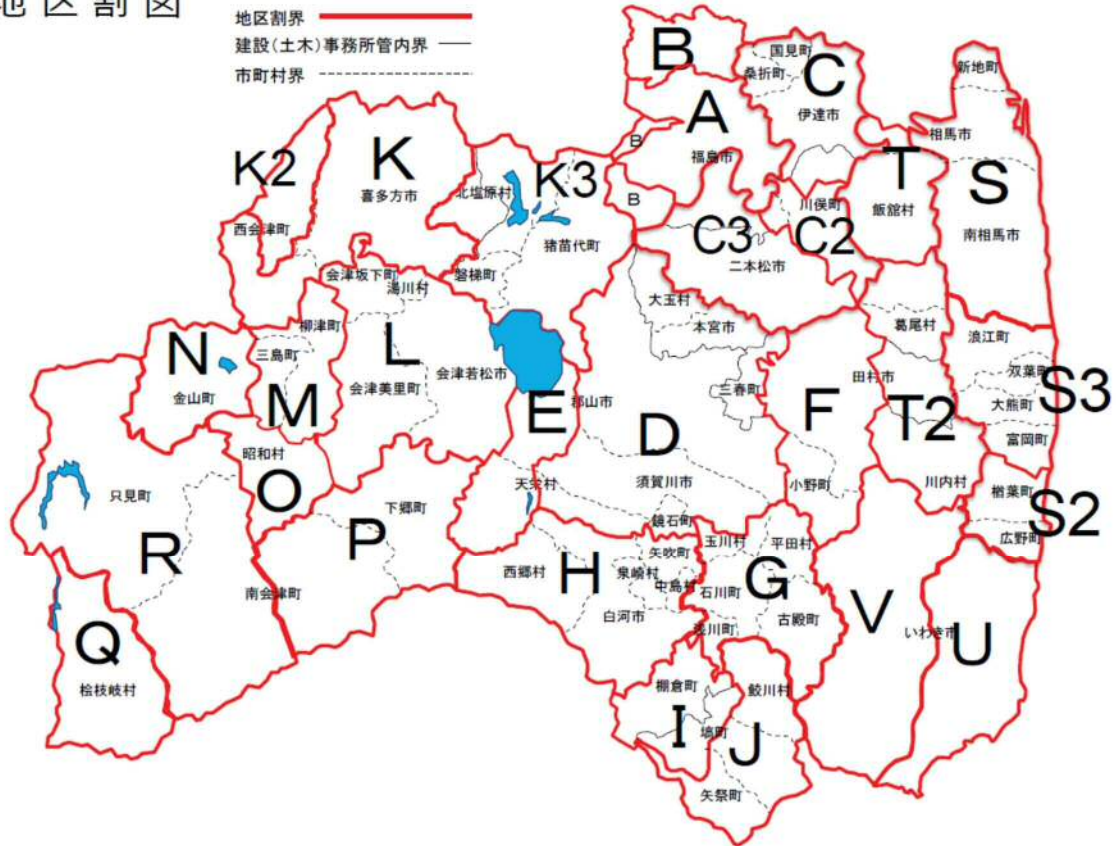 地区割図
地区割界
建設(土木)事務所管内界
市町村界
B
国見町
C
桑折町
新地町
伊達市
A
相馬市
B
福島市
K2
K
喜多方市
北塩原村
K3
T
飯舘村
S
B
川俣町
西会津町
猪苗代町
C3
C2
南相馬市
二本松市
会津坂下町
磐梯町
湯川村
大玉村
本宮市
葛尾村
浪江町
柳津町
N
三島町
L
双葉町
金山町
M
会津美里町
会津若松市
E
郡山市
三春町
田村市
F
大熊町
S3
D
T2
富岡町
昭和村
O
天栄村
須賀川市
小野町
川内村
楢葉町
S2
只見町
下郷町
鏡石町
広野町
R
P
矢吹町
玉川村
平田村
西郷村
H
泉崎村
中島村
G
石川町
南会津町
白河市
古殿町
V
いわき市
U
浅川町
Q
桧枝岐村
棚倉町
鮫川村
I
塙町
J
矢祭町